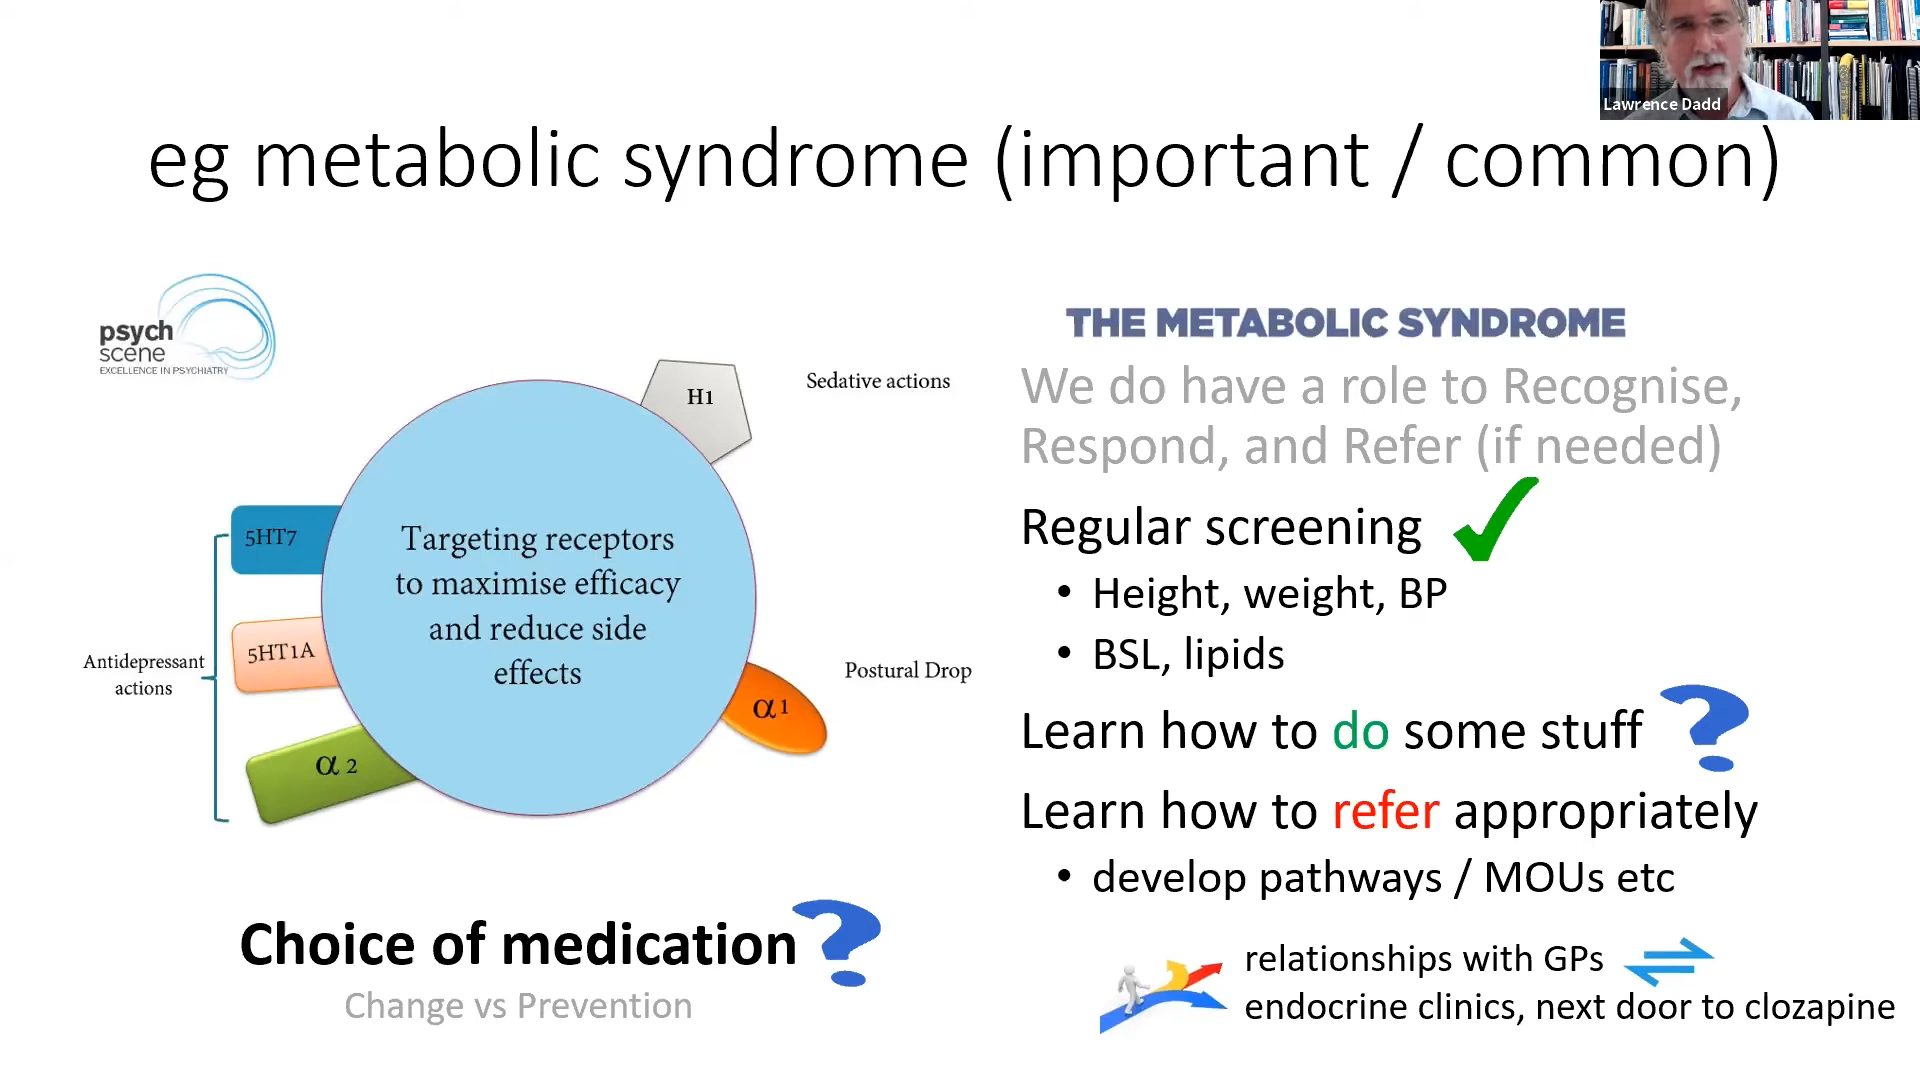 Lawrence Dadd
eg metabolic syndrome (important / common)
psych
scene
EXCELLENCE IN PSYCHIATRY
H1
Sedative actions
5HT7
5HT1A
α 2
Antidepressant
actions
Targeting receptors
to maximise efficacy
and reduce side
effects
α1
Postural Drop
Choice of medication?
Change vs Prevention
THE METABOLIC SYNDROME
We do have a role to Recognise,
Respond, and Refer (if needed)
Regular screening
• Height, weight, BP
• BSL, lipids
Learn how to do some stuff ?
Learn how to refer appropriately
• develop pathways / MOUs etc
relationships with GPs
endocrine clinics, next door to clozapine